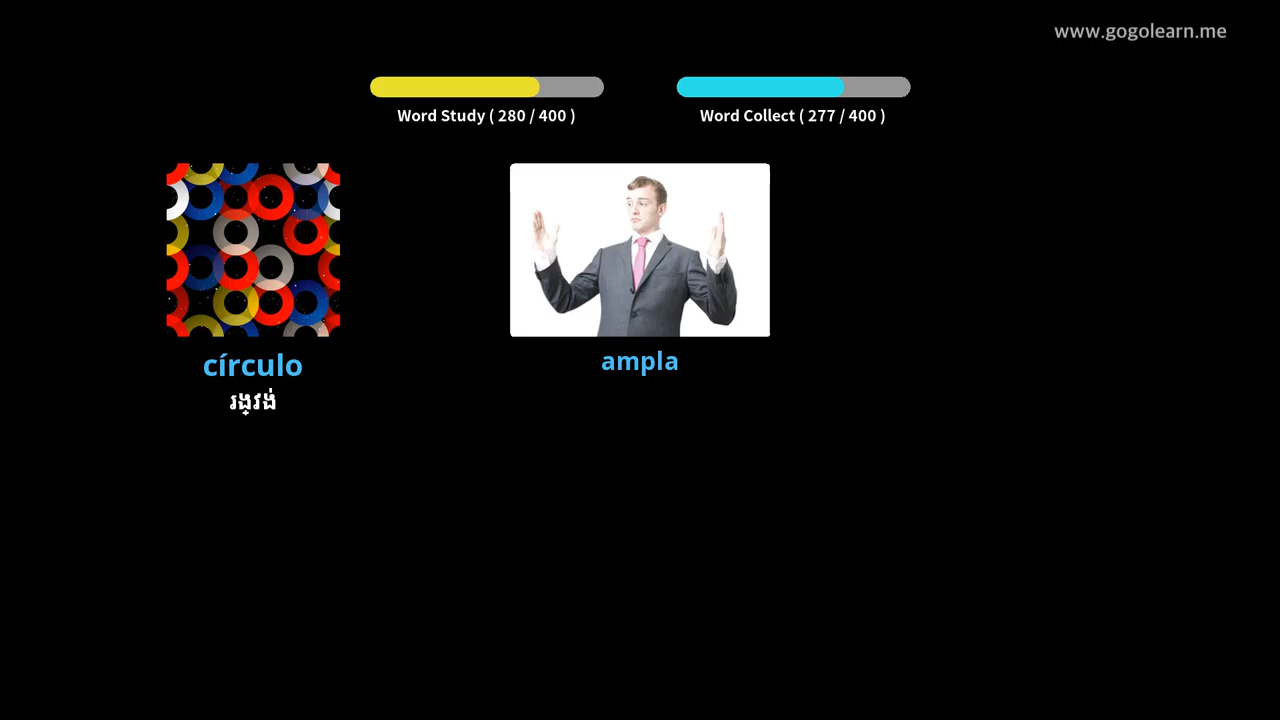 www.gogolearn.me
Word Study ( 280 / 400 )
Word Collect ( 277 / 400 )
círculo
រង្វង់
ampla